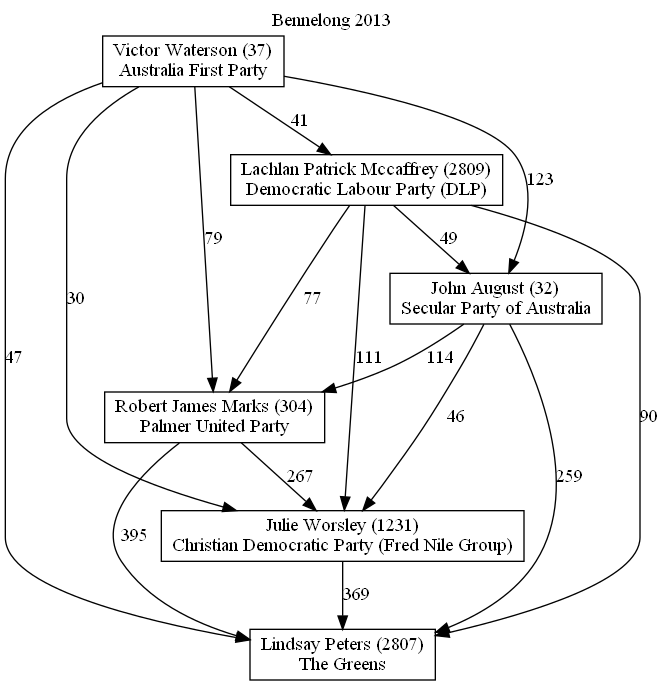 Bennelong 2013
Victor Waterson (37)
Australia First Party
41
Lachlan Patrick Mccaffrey (2809)
Democratic Labour Party (DLP)
123
79
49
John August (32)
Secular Party of Australia
30
77
47
111
114
Robert James Marks (304)
Palmer United Party
46
90
267
259
395
Julie Worsley (1231)
Christian Democratic Party (Fred Nile Group)
369
Lindsay Peters (2807)
The Greens